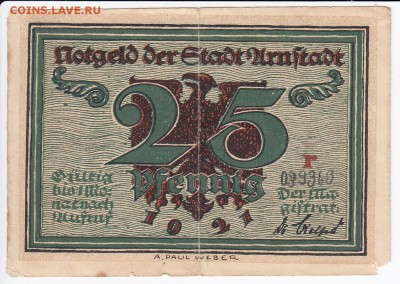 COINS.LAVE.RU
Notgeld der Stadt Arnstadt
25
Pfennig
Gültig
bis 1 Mo=
nat nach
Aufruf
r
099360
Der Ma=
gistrat
1921
A. PAUL WEBER